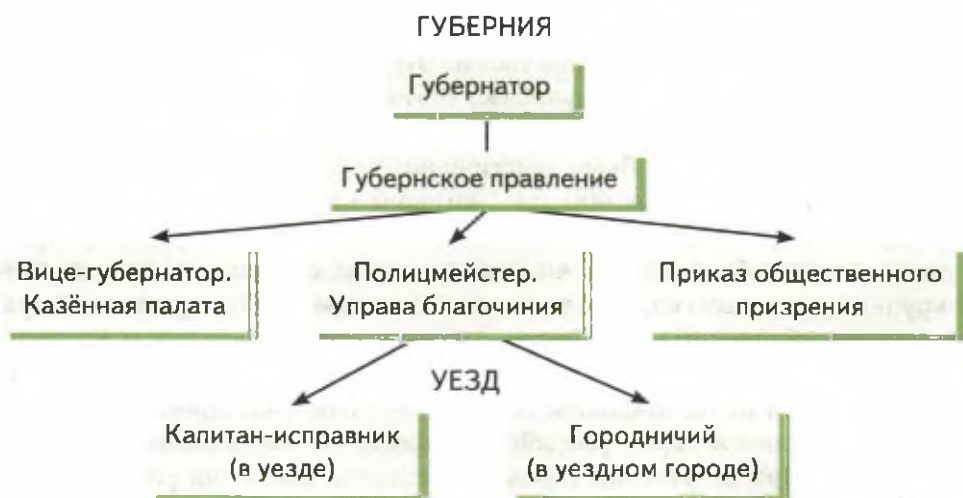 ГУБЕРНИЯ
Губернатор
Губернское правление
Вице-губернатор.
Казённая палата
Полицмейстер.
Управа благочиния
Приказ общественного
призрения
УЕЗД
Капитан-исправник
(в уезде)
Городничий
(в уездном городе)